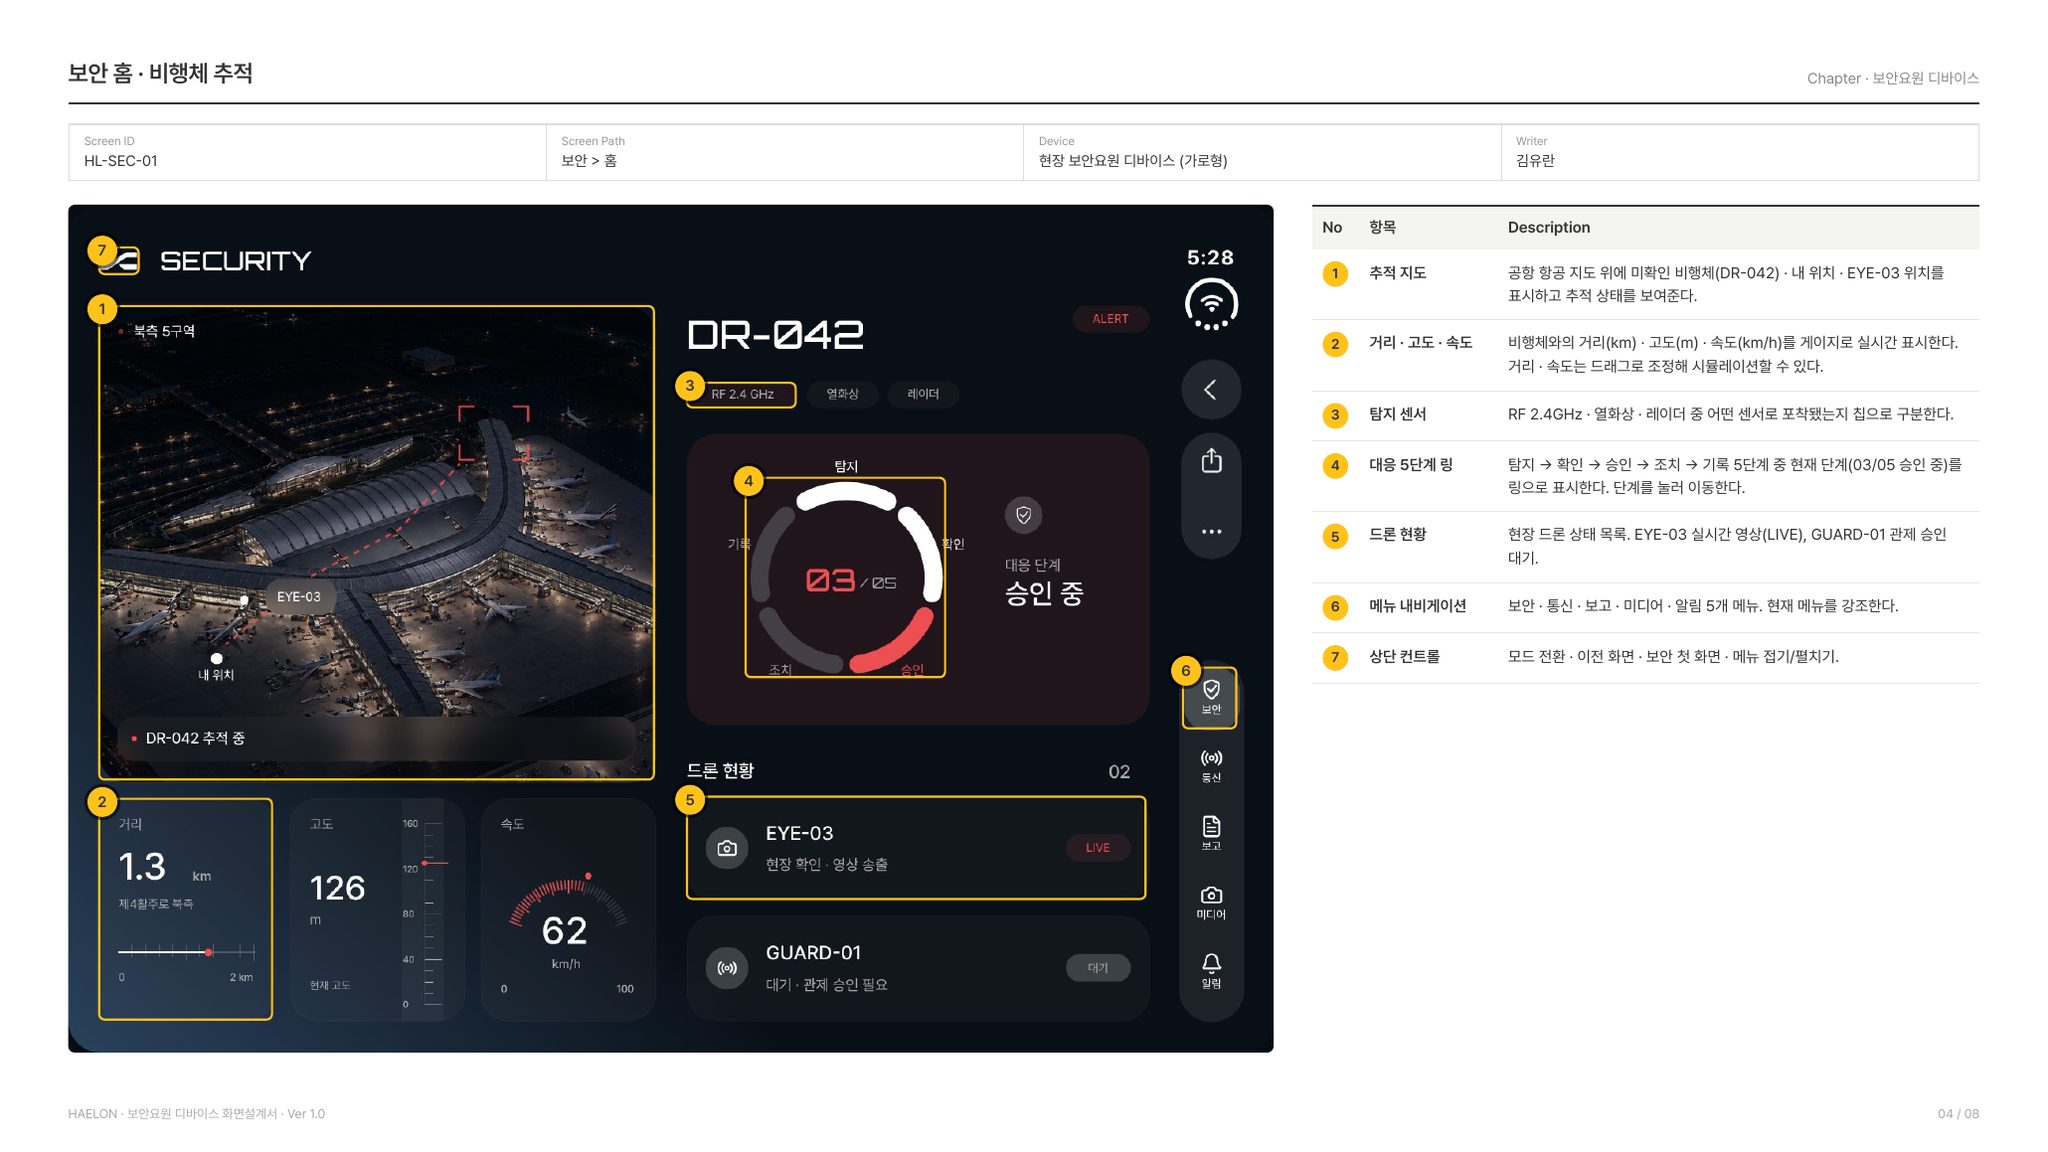 보안 홈 · 비행체 추적
Chapter · 보안요원 디바이스
Screen ID
HL-SEC-01
Screen Path
보안 > 홈
Device
현장 보안요원 디바이스 (가로형)
Writer
김유란
7
SECURITY
5:28
1
북측 5구역
EYE-03
내 위치
DR-042 추적 중
DR-042
ALERT
3
RF 2.4 GHz
열화상
레이더
4
탐지
기록
확인
03 / 05
조치
승인
대응 단계
승인 중
2
거리
1.3 km
제4활주로 북측
0
2 km
고도
126
m
현재 고도
160
120
80
40
0
속도
62
km/h
0
100
드론 현황
02
5
EYE-03
현장 확인 · 영상 송출
LIVE
GUARD-01
대기 · 관제 승인 필요
대기
6
보안
통신
보고
미디어
알림
No 항목 Description
1 추적 지도 공항 항공 지도 위에 미확인 비행체(DR-042) · 내 위치 · EYE-03 위치를
표시하고 추적 상태를 보여준다.
2 거리 · 고도 · 속도 비행체와의 거리(km) · 고도(m) · 속도(km/h)를 게이지로 실시간 표시한다.
거리 · 속도는 드래그로 조정해 시뮬레이션할 수 있다.
3 탐지 센서 RF 2.4GHz · 열화상 · 레이더 중 어떤 센서로 포착됐는지 칩으로 구분한다.
4 대응 5단계 링 탐지 → 확인 → 승인 → 조치 → 기록 5단계 중 현재 단계(03/05 승인 중)를
링으로 표시한다. 단계를 눌러 이동한다.
5 드론 현황 현장 드론 상태 목록. EYE-03 실시간 영상(LIVE), GUARD-01 관제 승인
대기.
6 메뉴 내비게이션 보안 · 통신 · 보고 · 미디어 · 알림 5개 메뉴. 현재 메뉴를 강조한다.
7 상단 컨트롤 모드 전환 · 이전 화면 · 보안 첫 화면 · 메뉴 접기/펼치기.
HAELON · 보안요원 디바이스 화면설계서 · Ver 1.0
04 / 08